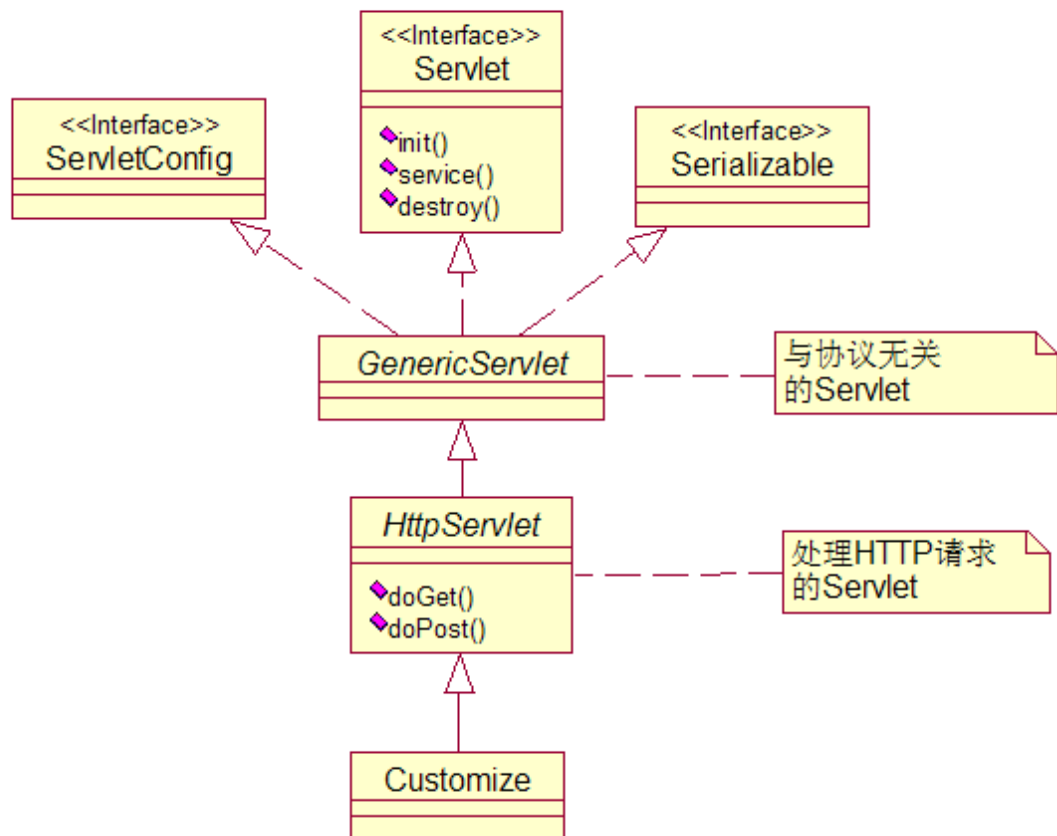 <<Interface>>
Servlet
init()
service()
destroy()
<<Interface>>
ServletConfig
<<Interface>>
Serializable
GenericServlet
与协议无关
的Servlet
HttpServlet
doGet()
doPost()
处理HTTP请求
的Servlet
Customize